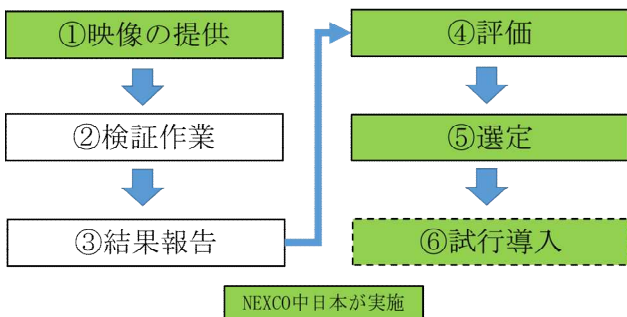 ①映像の提供
②検証作業
③結果報告
④評価
⑤選定
⑥試行導入
NEXCO中日本が実施